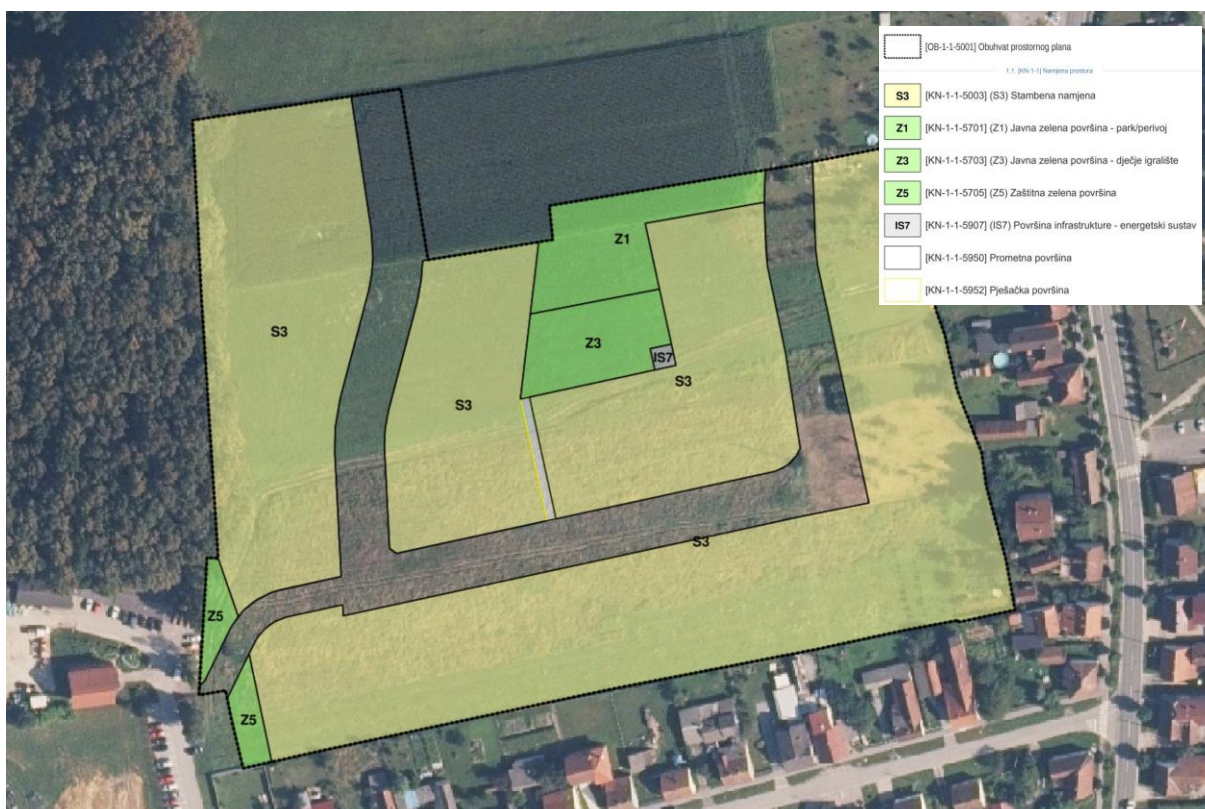 [OB-1-1-5001] Obuhvat prostornog plana
1.1. [KN-1-1] Namjena prostora
S3 [KN-1-1-5003] (S3) Stambena namjena
Z1 [KN-1-1-5701] (Z1) Javna zelena površina - park/perivoj
Z3 [KN-1-1-5703] (Z3) Javna zelena površina - dječje igralište
Z5 [KN-1-1-5705] (Z5) Zaštitna zelena površina
IS7 [KN-1-1-5907] (IS7) Površina infrastrukture - energetski sustav
[KN-1-1-5950] Prometna površina
[KN-1-1-5952] Pješačka površina
Z1
S3
Z3
IS7
S3
S3
S3
Z5
Z5